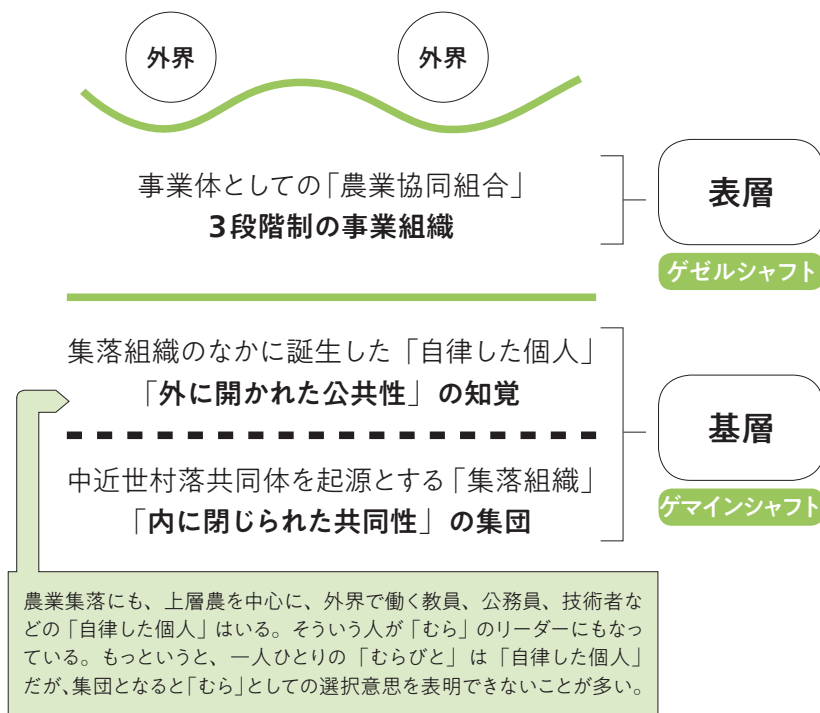 外界
外界
事業体としての「農業協同組合」
3段階制の事業組織
表層
ゲゼルシャフト
集落組織のなかに誕生した「自律した個人」
「外に開かれた公共性」の知覚
中近世村落共同体を起源とする「集落組織」
「内に閉じられた共同性」の集団
基層
ゲマインシャフト
農業集落にも、上層農を中心に、外界で働く教員、公務員、技術者な
どの「自律した個人」はいる。そういう人が「むら」のリーダーにもなっ
ている。もっというと、一人ひとりの「むらびと」は「自律した個人」
だが、集団となると「むら」としての選択意思を表明できないことが多い。